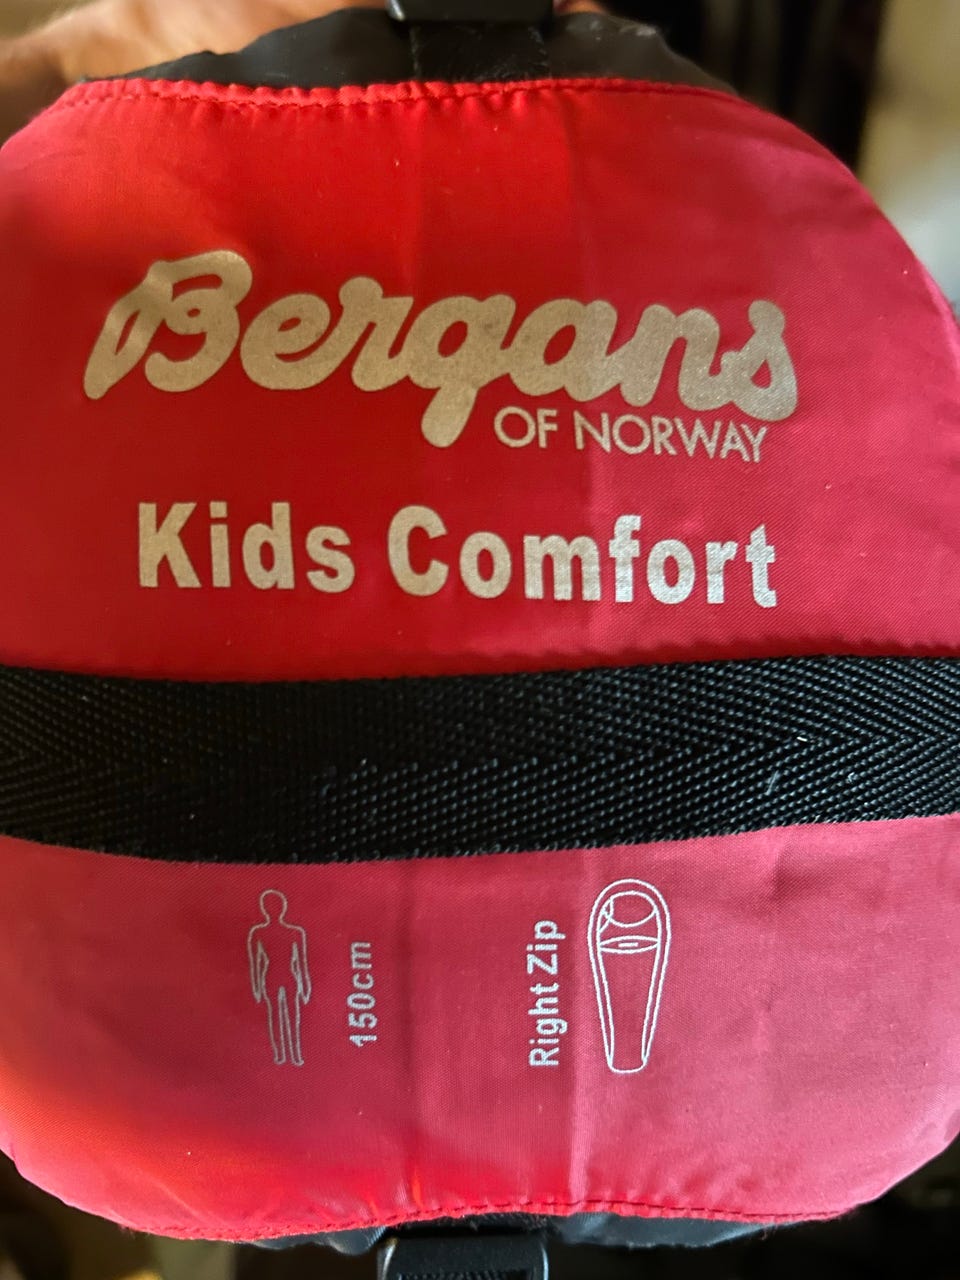 Bergans
OF NORWAY
Kids Comfort
150cm
Right Zip